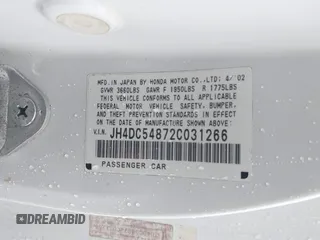 MFD. IN JAPAN BY HONDA MOTOR CO.,LTD: 4/'02
GVWR 3660LBS GAWR F 1950LBS R 1775LBS
THIS VEHICLE CONFORMS TO ALL APPLICABLE
FEDERAL MOTOR VEHICLE SAFETY, BUMPER,
AND THEFT PREVENTION STANDARDS IN EFFECT
ON THE DATE OF MANUFACTURE SHOWN ABOVE:
V.I.N. JH4DC54872C031266
PASSENGER CAR
DREAMBID